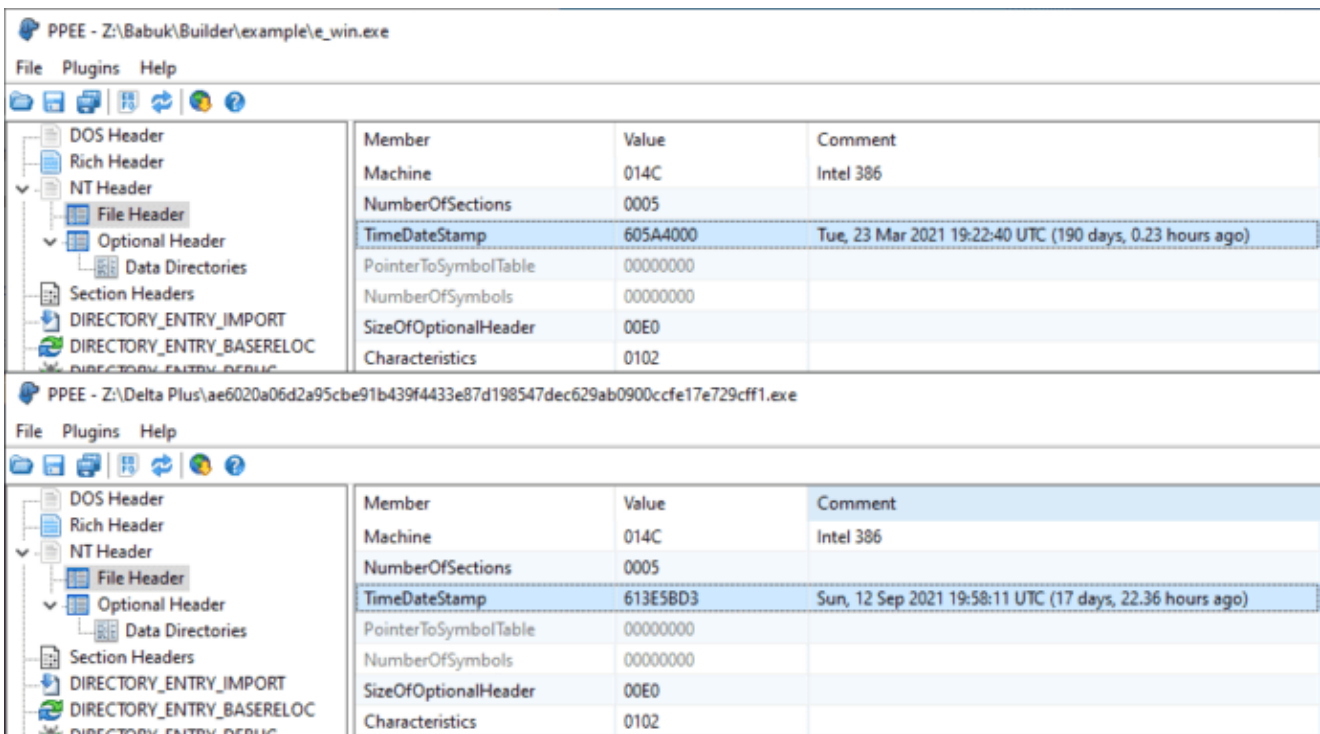 PPEE - Z:\Babuk\Builder\example\e_win.exe
File Plugins Help
DOS Header
Rich Header
NT Header
File Header
Optional Header
Data Directories
Section Headers
DIRECTORY_ENTRY_IMPORT
DIRECTORY_ENTRY_BASERELOC
DIRECTORY_ENTRY_DEBUG
Member Value Comment
Machine 014C Intel 386
NumberOfSections 0005
TimeDateStamp 605A4000 Tue, 23 Mar 2021 19:22:40 UTC (190 days, 0.23 hours ago)
PointerToSymbolTable 00000000
NumberOfSymbols 00000000
SizeOfOptionalHeader 00E0
Characteristics 0102
PPEE - Z:\Delta Plus\ae6020a06d2a95cbe91b439f4433e87d198547dec629ab0900ccfe17e729cff1.exe
File Plugins Help
DOS Header
Rich Header
NT Header
File Header
Optional Header
Data Directories
Section Headers
DIRECTORY_ENTRY_IMPORT
DIRECTORY_ENTRY_BASERELOC
DIRECTORY_ENTRY_DEBUG
Member Value Comment
Machine 014C Intel 386
NumberOfSections 0005
TimeDateStamp 613E5BD3 Sun, 12 Sep 2021 19:58:11 UTC (17 days, 22.36 hours ago)
PointerToSymbolTable 00000000
NumberOfSymbols 00000000
SizeOfOptionalHeader 00E0
Characteristics 0102